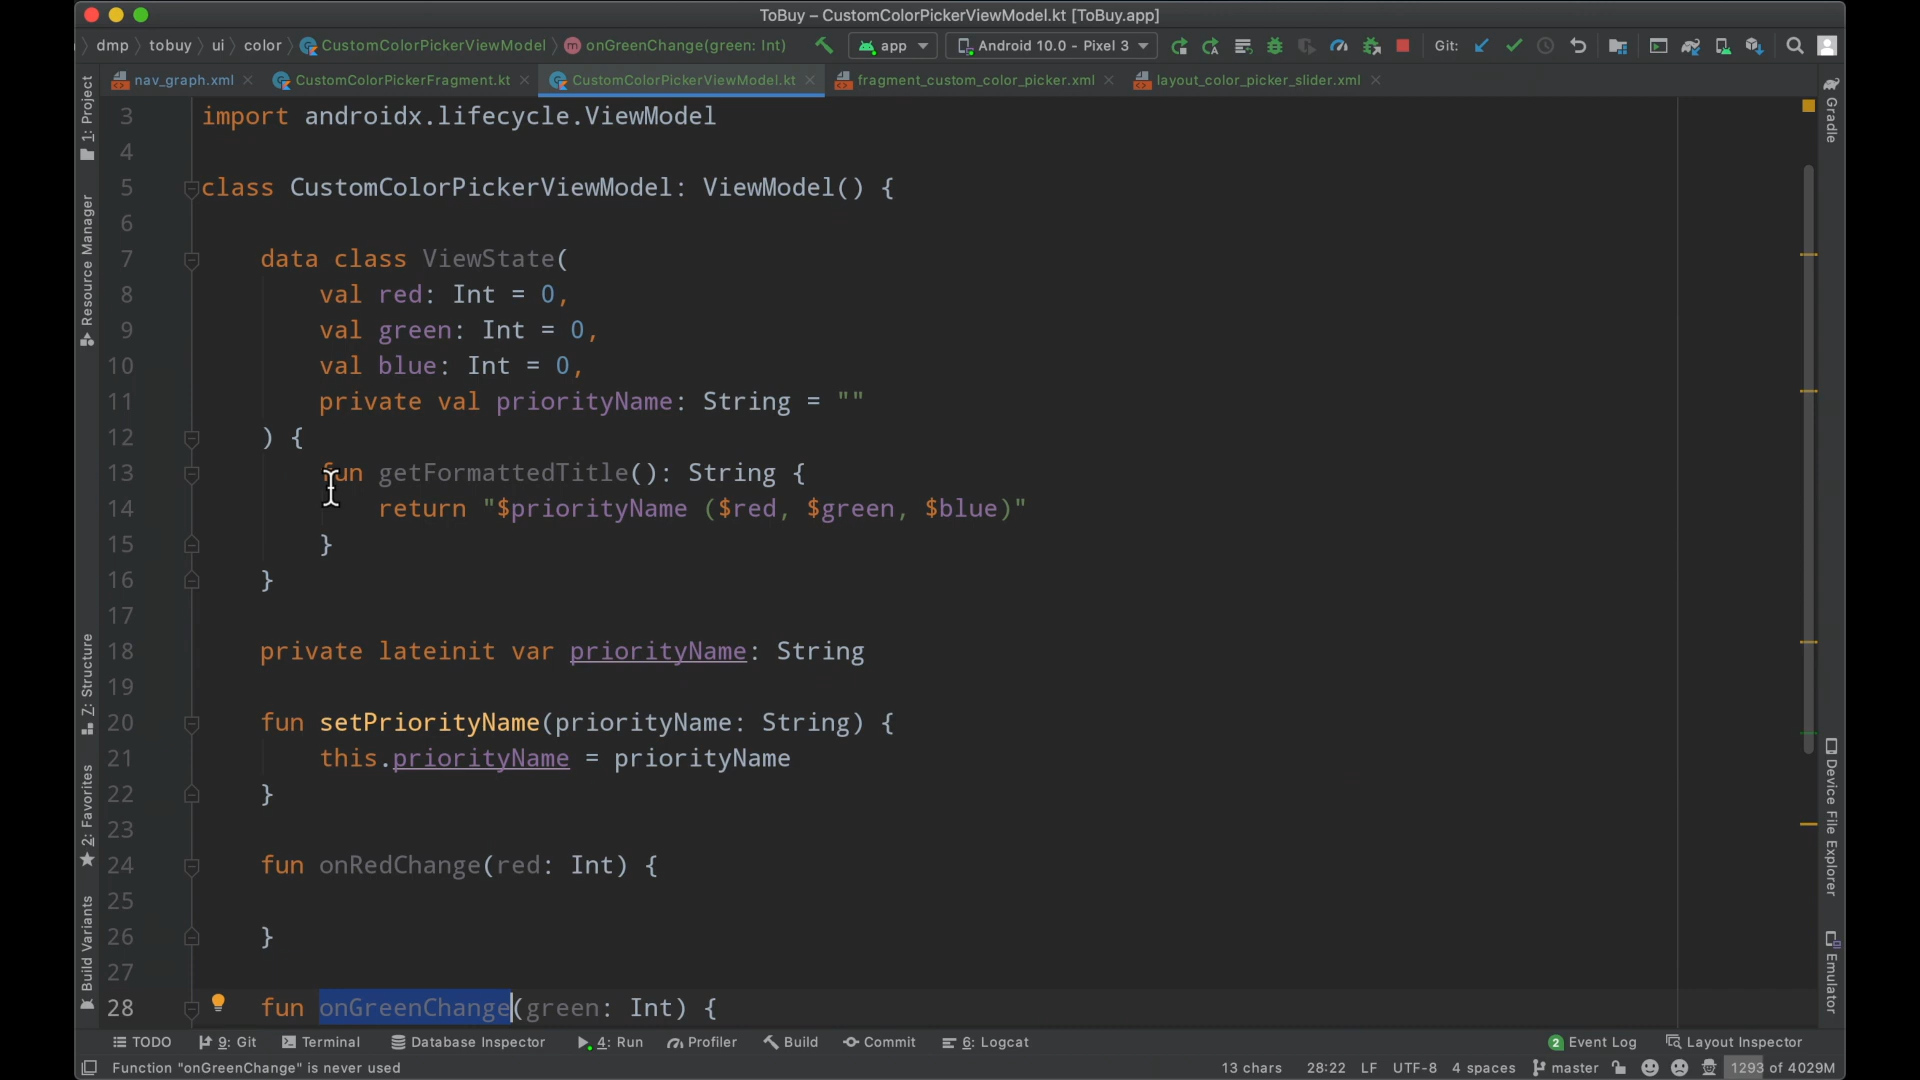 ToBuy – CustomColorPickerViewModel.kt [ToBuy.app]
dmp tobuy ui color CustomColorPickerViewModel onGreenChange(green: Int) app Android 10.0 - Pixel 3 Git:
nav_graph.xml CustomColorPickerFragment.kt CustomColorPickerViewModel.kt fragment_custom_color_picker.xml layout_color_picker_slider.xml
1: Project
Resource Manager
Z: Structure
2: Favorites
Build Variants
3 import androidx.lifecycle.ViewModel
4
5 class CustomColorPickerViewModel: ViewModel() {
6
7 data class ViewState(
8 val red: Int = 0,
9 val green: Int = 0,
10 val blue: Int = 0,
11 private val priorityName: String = ""
12 ) {
13 fun getFormattedTitle(): String {
14 return "$priorityName ($red, $green, $blue)"
15 }
16 }
17
18 private lateinit var priorityName: String
19
20 fun setPriorityName(priorityName: String) {
21 this.priorityName = priorityName
22 }
23
24 fun onRedChange(red: Int) {
25
26 }
27
28 fun onGreenChange(green: Int) {
Gradle
Device File Explorer
Emulator
TODO 9: Git Terminal Database Inspector 4: Run Profiler Build Commit 6: Logcat 2 Event Log Layout Inspector
Function "onGreenChange" is never used 13 chars 28:22 LF UTF-8 4 spaces master 1293 of 4029M